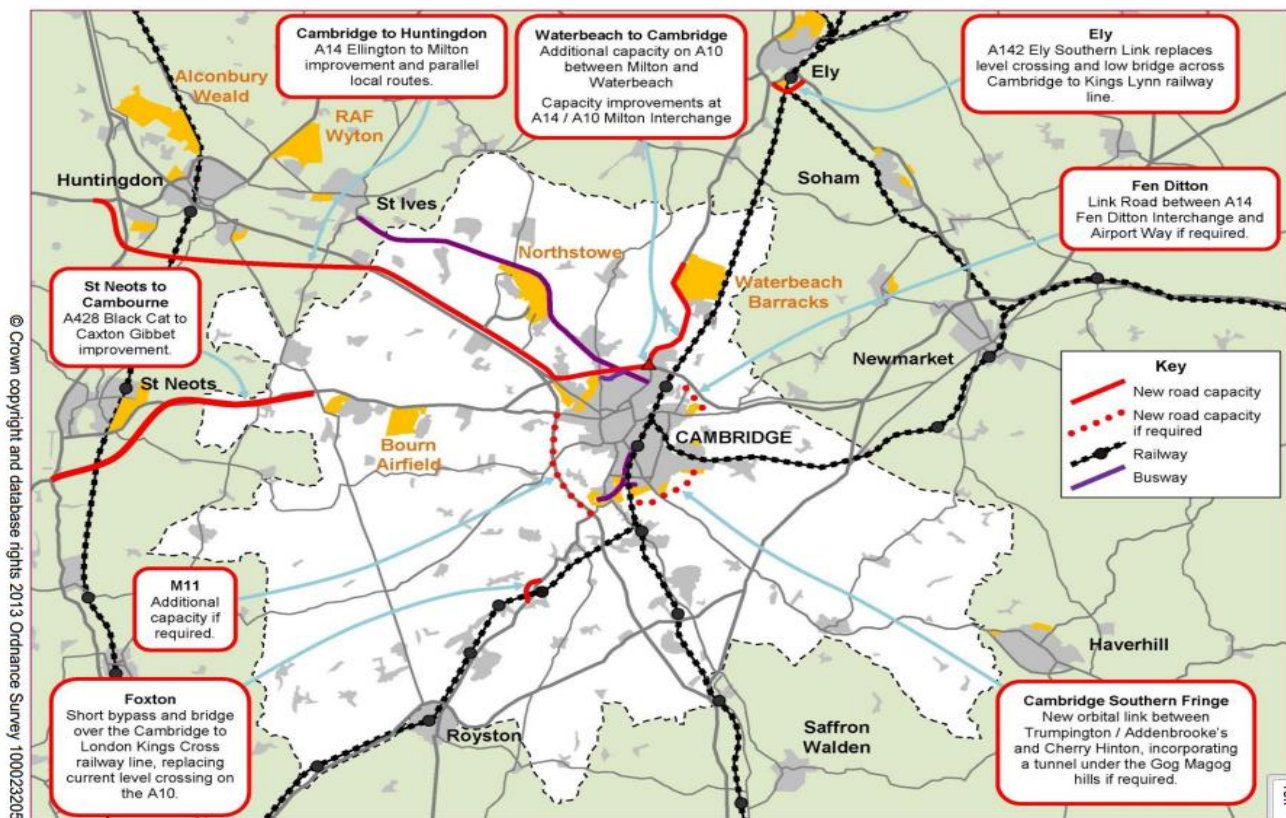 Cambridge to Huntingdon
A14 Ellington to Milton
improvement and parallel
local routes.
Waterbeach to Cambridge
Additional capacity on A10
between Milton and
Waterbeach
Capacity improvements at
A14 / A10 Milton Interchange
Ely
A142 Ely Southern Link replaces
level crossing and low bridge across
Cambridge to Kings Lynn railway
line.
Alconbury
Weald
RAF
Wyton
Ely
Huntingdon
St Ives
Soham
Fen Ditton
Link Road between A14
Fen Ditton Interchange and
Airport Way if required.
Northstowe
Waterbeach
Barracks
St Neots to
Cambourne
A428 Black Cat to
Caxton Gibbet
improvement.
St Neots
Newmarket
Key
New road capacity
New road capacity
if required
Railway
Busway
Bourn
Airfield
CAMBRIDGE
M11
Additional
capacity if
required.
Haverhill
Foxton
Short bypass and bridge
over the Cambridge to
London Kings Cross
railway line, replacing
current level crossing on
the A10.
Royston
Saffron
Walden
Cambridge Southern Fringe
New orbital link between
Trumpington / Addenbrooke's
and Cherry Hinton, incorporating
a tunnel under the Gog Magog
hills if required.
© Crown copyright and database rights 2013 Ordnance Survey 100023205